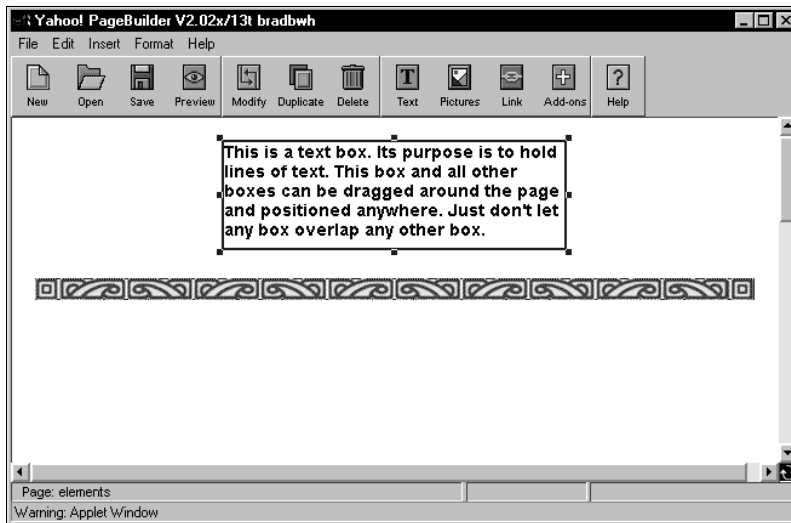 Yahoo! PageBuilder V2.02x/13t bradbwh
File Edit Insert Format Help
New Open Save Preview Modify Duplicate Delete Text Pictures Link Add-ons Help
This is a text box. Its purpose is to hold
lines of text. This box and all other
boxes can be dragged around the page
and positioned anywhere. Just don't let
any box overlap any other box.
Page: elements
Warning: Applet Window